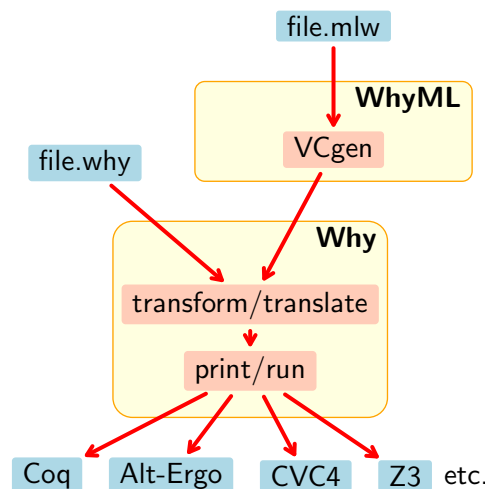 file.mlw
WhyML
VCgen
file.why
Why
transform/translate
print/run
Coq Alt-Ergo CVC4 Z3 etc.